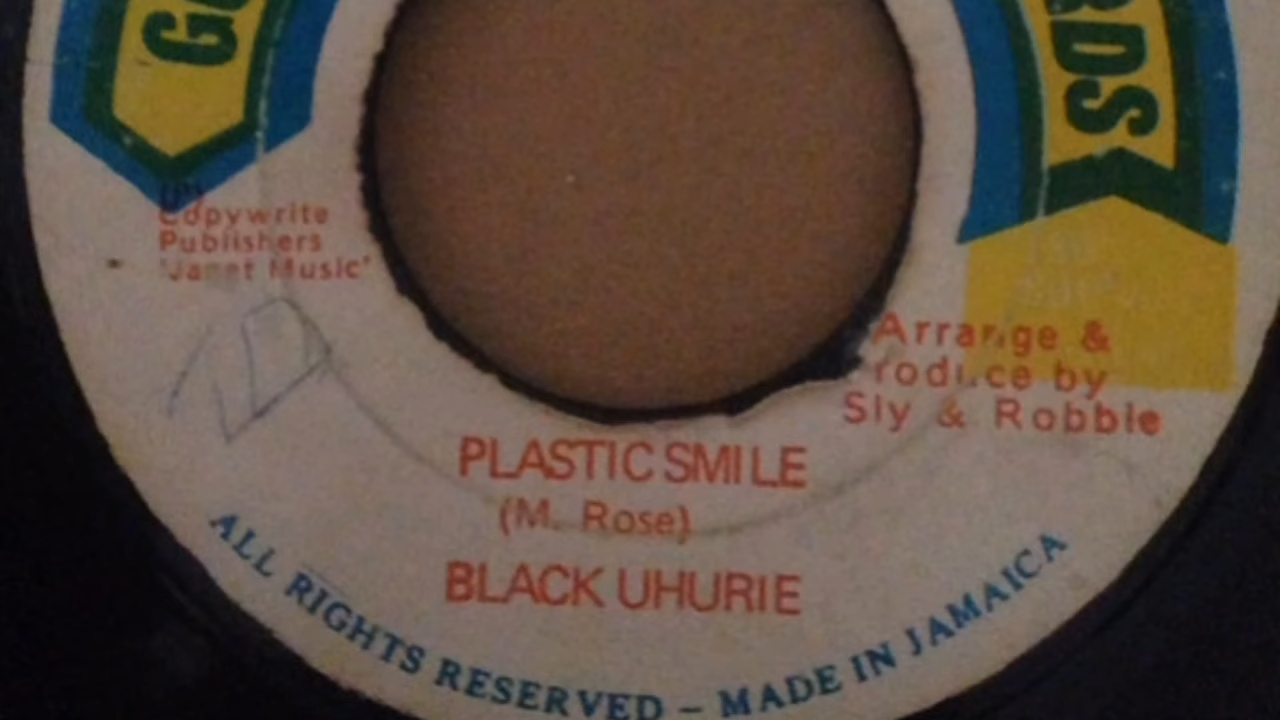 Copywrite
Publishers
'Janet Music'
Arrange &
Produce by
Sly & Robbie
PLASTIC SMILE
(M. Rose)
BLACK UHURIE
ALL RIGHTS RESERVED – MADE IN JAMAICA